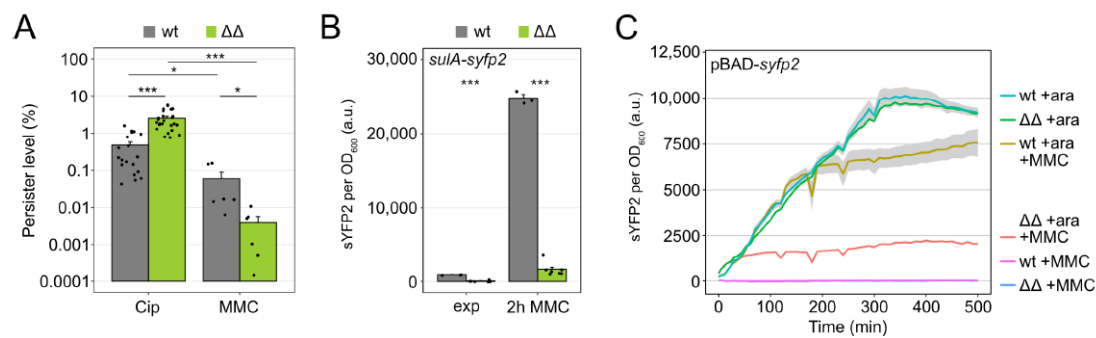 A
wt ΔΔ
Persister level (%)
100
10
1
0.1
0.01
0.001
0.0001
***
*
***
*
Cip MMC
B
wt ΔΔ
sulA-syfp2
sYFP2 per OD600 (a.u.)
30,000
20,000
10,000
0
*** ***
exp 2h MMC
C
pBAD-syfp2
sYFP2 per OD600 (a.u.)
12,500
10,000
7500
5000
2500
0
0 100 200 300 400 500
Time (min)
wt +ara
ΔΔ +ara
wt +ara
+MMC
ΔΔ +ara
+MMC
wt +MMC
ΔΔ +MMC